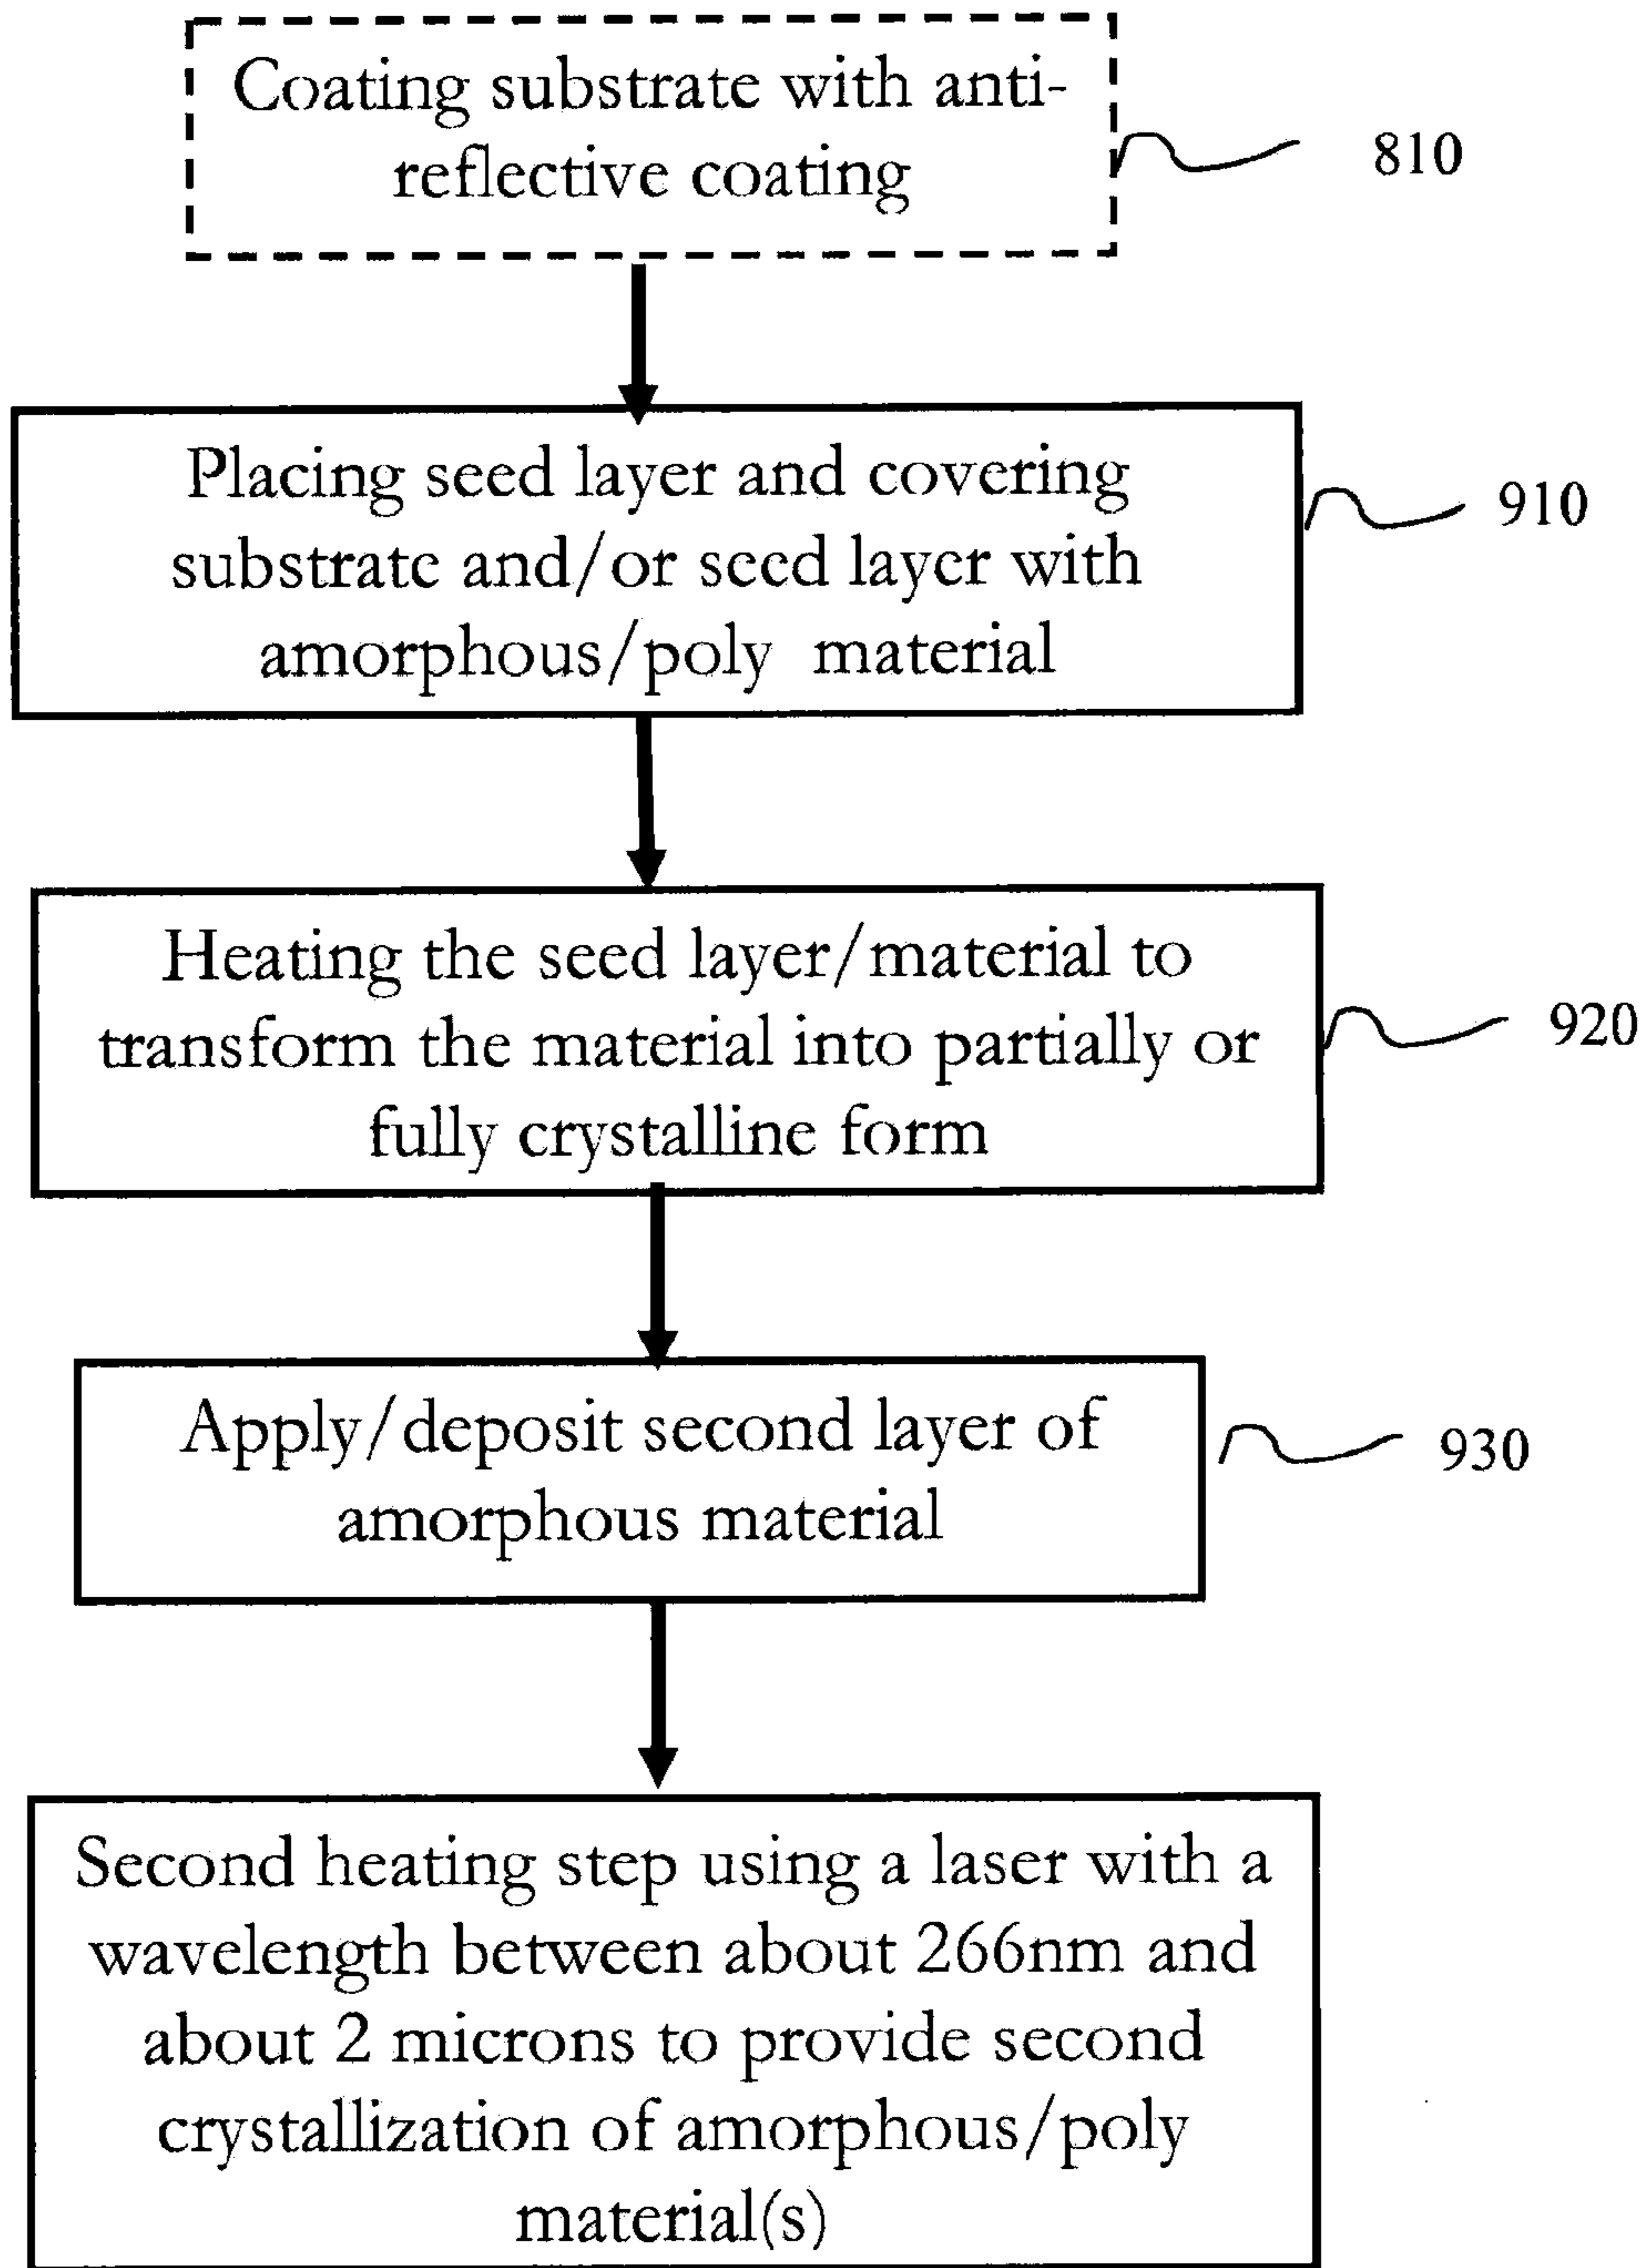 Coating substrate with anti-
reflective coating
810
Placing seed layer and covering
substrate and/or seed layer with
amorphous/poly material
910
Heating the seed layer/material to
transform the material into partially or
fully crystalline form
920
Apply/deposit second layer of
amorphous material
930
Second heating step using a laser with a
wavelength between about 266nm and
about 2 microns to provide second
crystallization of amorphous/poly
material(s)